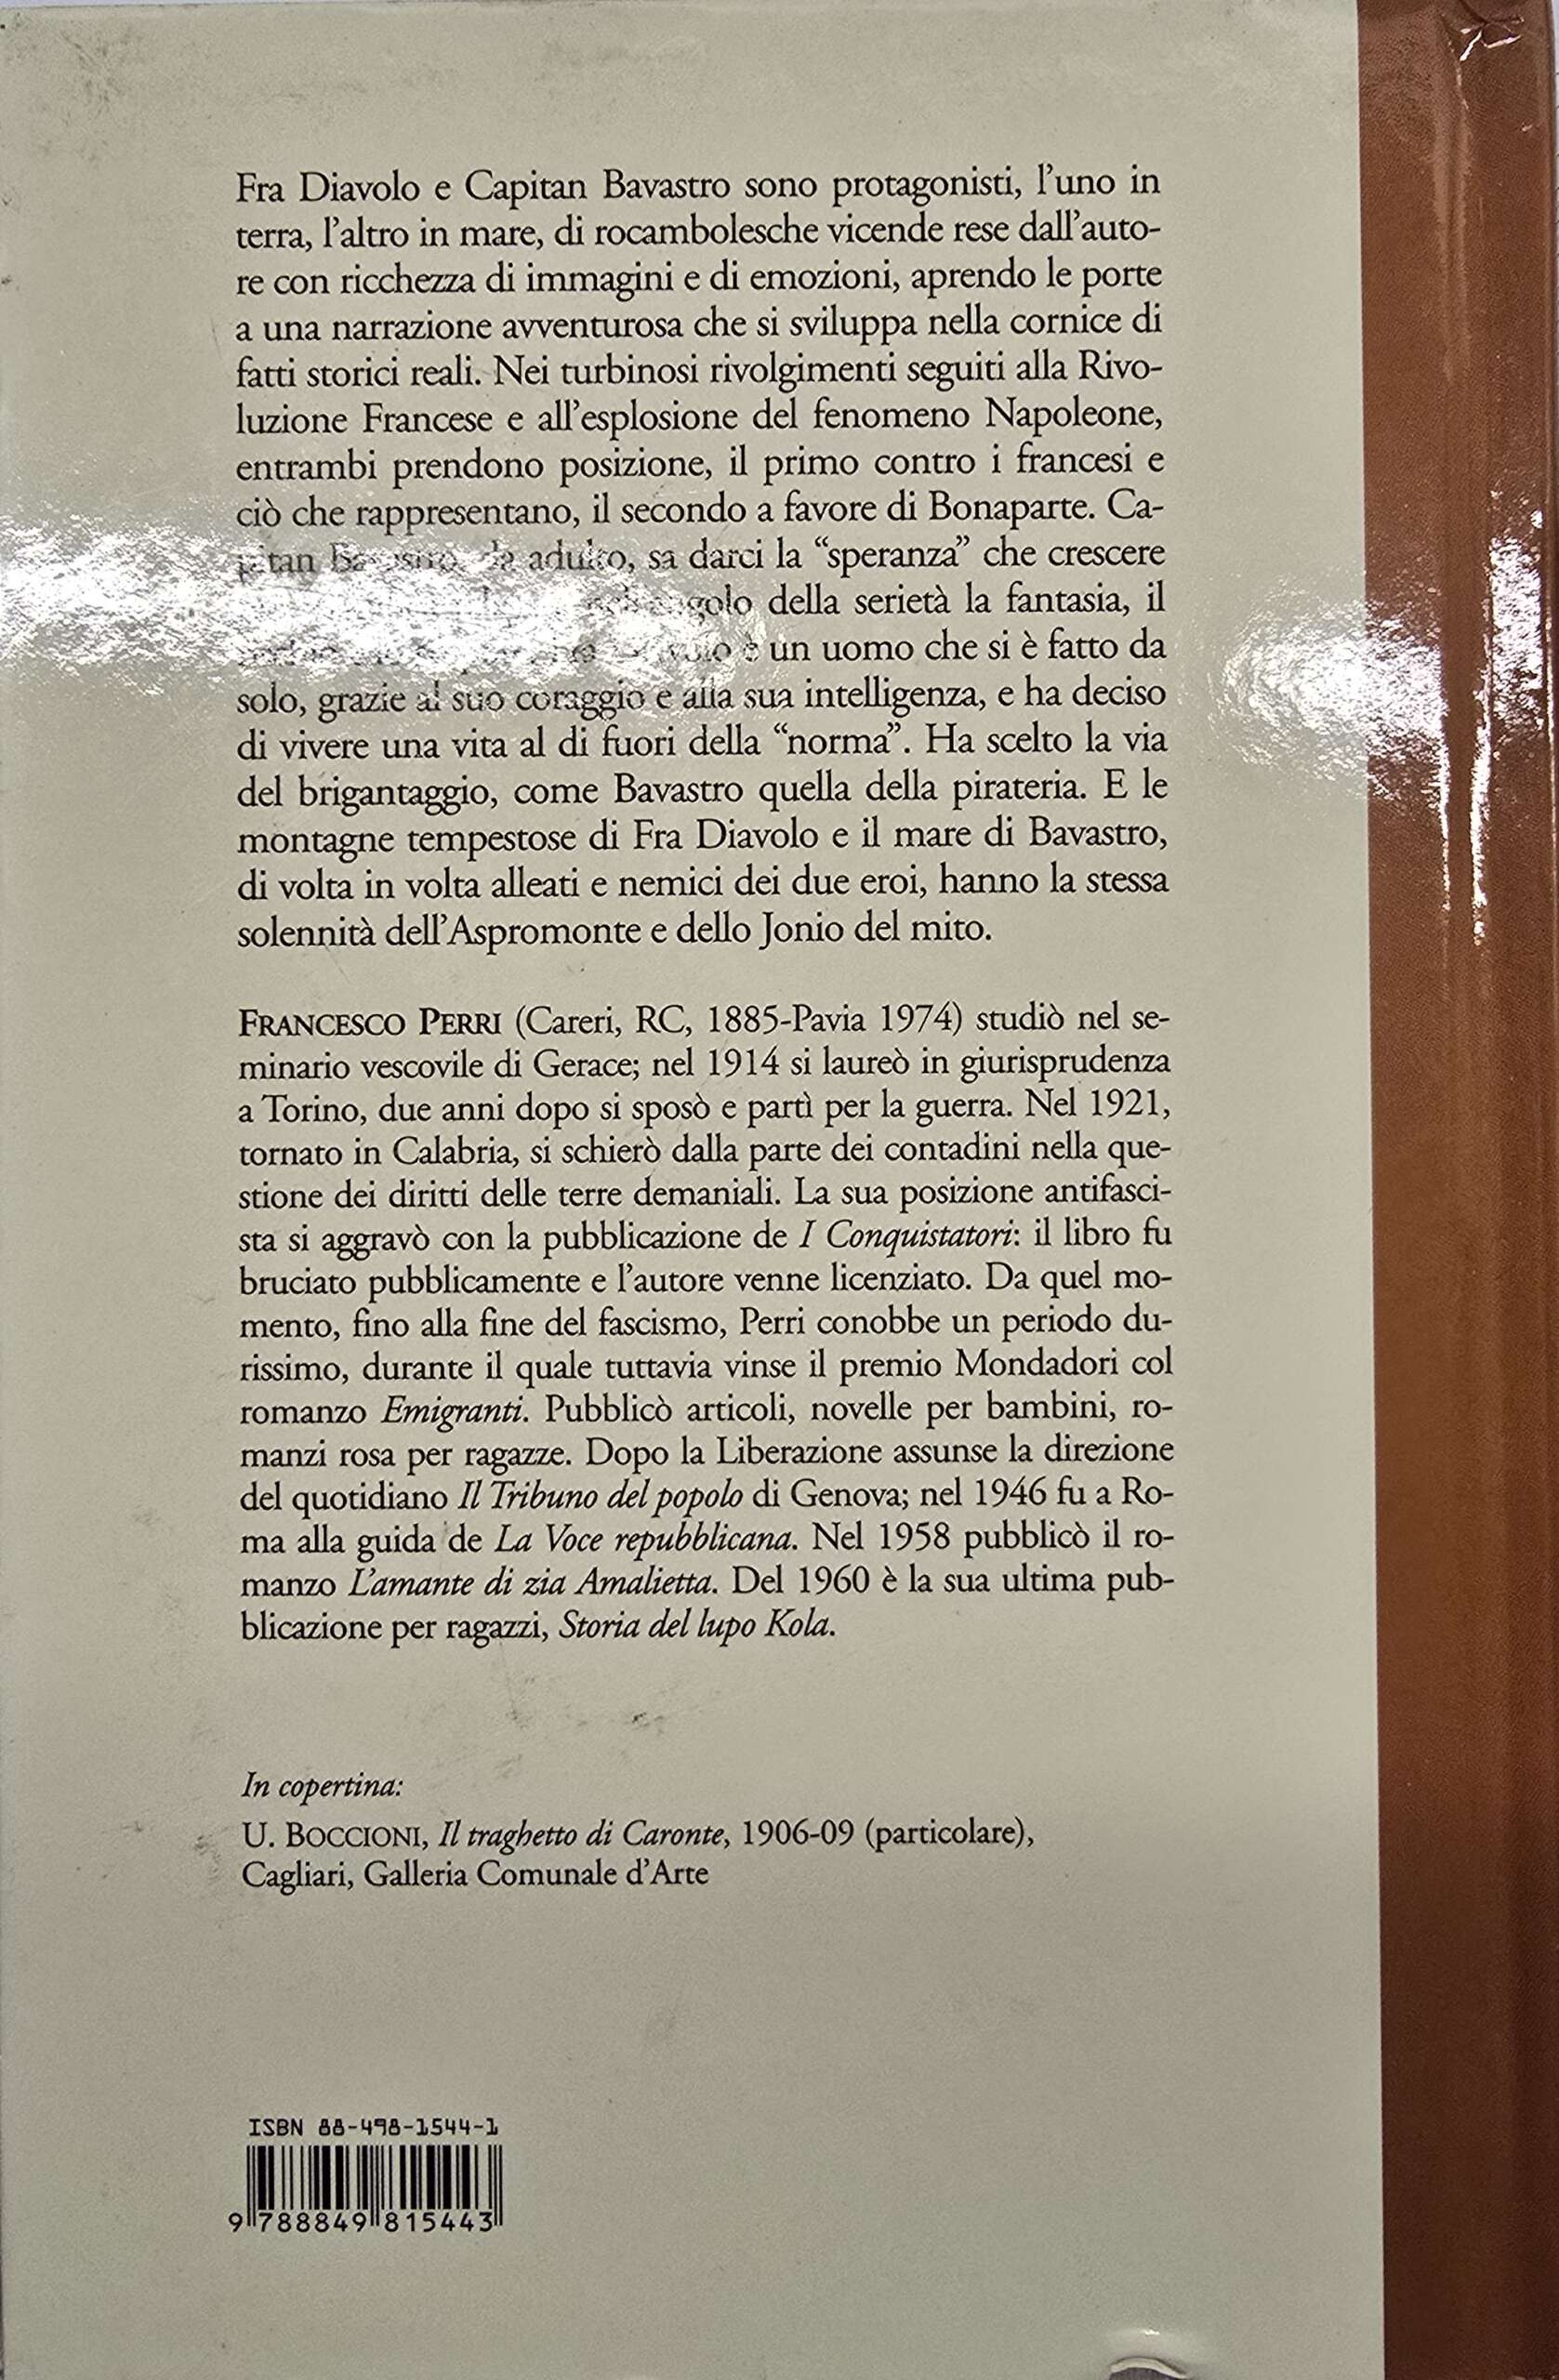 Fra Diavolo e Capitan Bavastro sono protagonisti, l'uno in
terra, l'altro in mare, di rocambolesche vicende rese dall'auto-
re con ricchezza di immagini e di emozioni, aprendo le porte
a una narrazione avventurosa che si sviluppa nella cornice di
fatti storici reali. Nei turbinosi rivolgimenti seguiti alla Rivo-
luzione Francese e all'esplosione del fenomeno Napoleone,
entrambi prendono posizione, il primo contro i francesi e
ciò che rappresentano, il secondo a favore di Bonaparte. Ca-
pitan Bavastro, da adulto, sa darci la “speranza” che crescere
della serietà la fantasia, il
è un uomo che si è fatto da
solo, grazie al suo coraggio e alla sua intelligenza, e ha deciso
di vivere una vita al di fuori della “norma”. Ha scelto la via
del brigantaggio, come Bavastro quella della pirateria. E le
montagne tempestose di Fra Diavolo e il mare di Bavastro,
di volta in volta alleati e nemici dei due eroi, hanno la stessa
solennità dell'Aspromonte e dello Jonio del mito.
FRANCESCO PERRI (Careri, RC, 1885-Pavia 1974) studiò nel se-
minario vescovile di Gerace; nel 1914 si laureò in giurisprudenza
a Torino, due anni dopo si sposò e partì per la guerra. Nel 1921,
tornato in Calabria, si schierò dalla parte dei contadini nella que-
stione dei diritti delle terre demaniali. La sua posizione antifasci-
sta si aggravò con la pubblicazione de I Conquistatori: il libro fu
bruciato pubblicamente e l'autore venne licenziato. Da quel mo-
mento, fino alla fine del fascismo, Perri conobbe un periodo du-
rissimo, durante il quale tuttavia vinse il premio Mondadori col
romanzo Emigranti. Pubblicò articoli, novelle per bambini, ro-
manzi rosa per ragazze. Dopo la Liberazione assunse la direzione
del quotidiano Il Tribuno del popolo di Genova; nel 1946 fu a Ro-
ma alla guida de La Voce repubblicana. Nel 1958 pubblicò il ro-
manzo L'amante di zia Amalietta. Del 1960 è la sua ultima pub-
blicazione per ragazzi, Storia del lupo Kola.
In copertina:
U. BOCCIONI, Il traghetto di Caronte, 1906-09 (particolare),
Cagliari, Galleria Comunale d'Arte
ISBN 88-498-1544-1
9 788849 815443